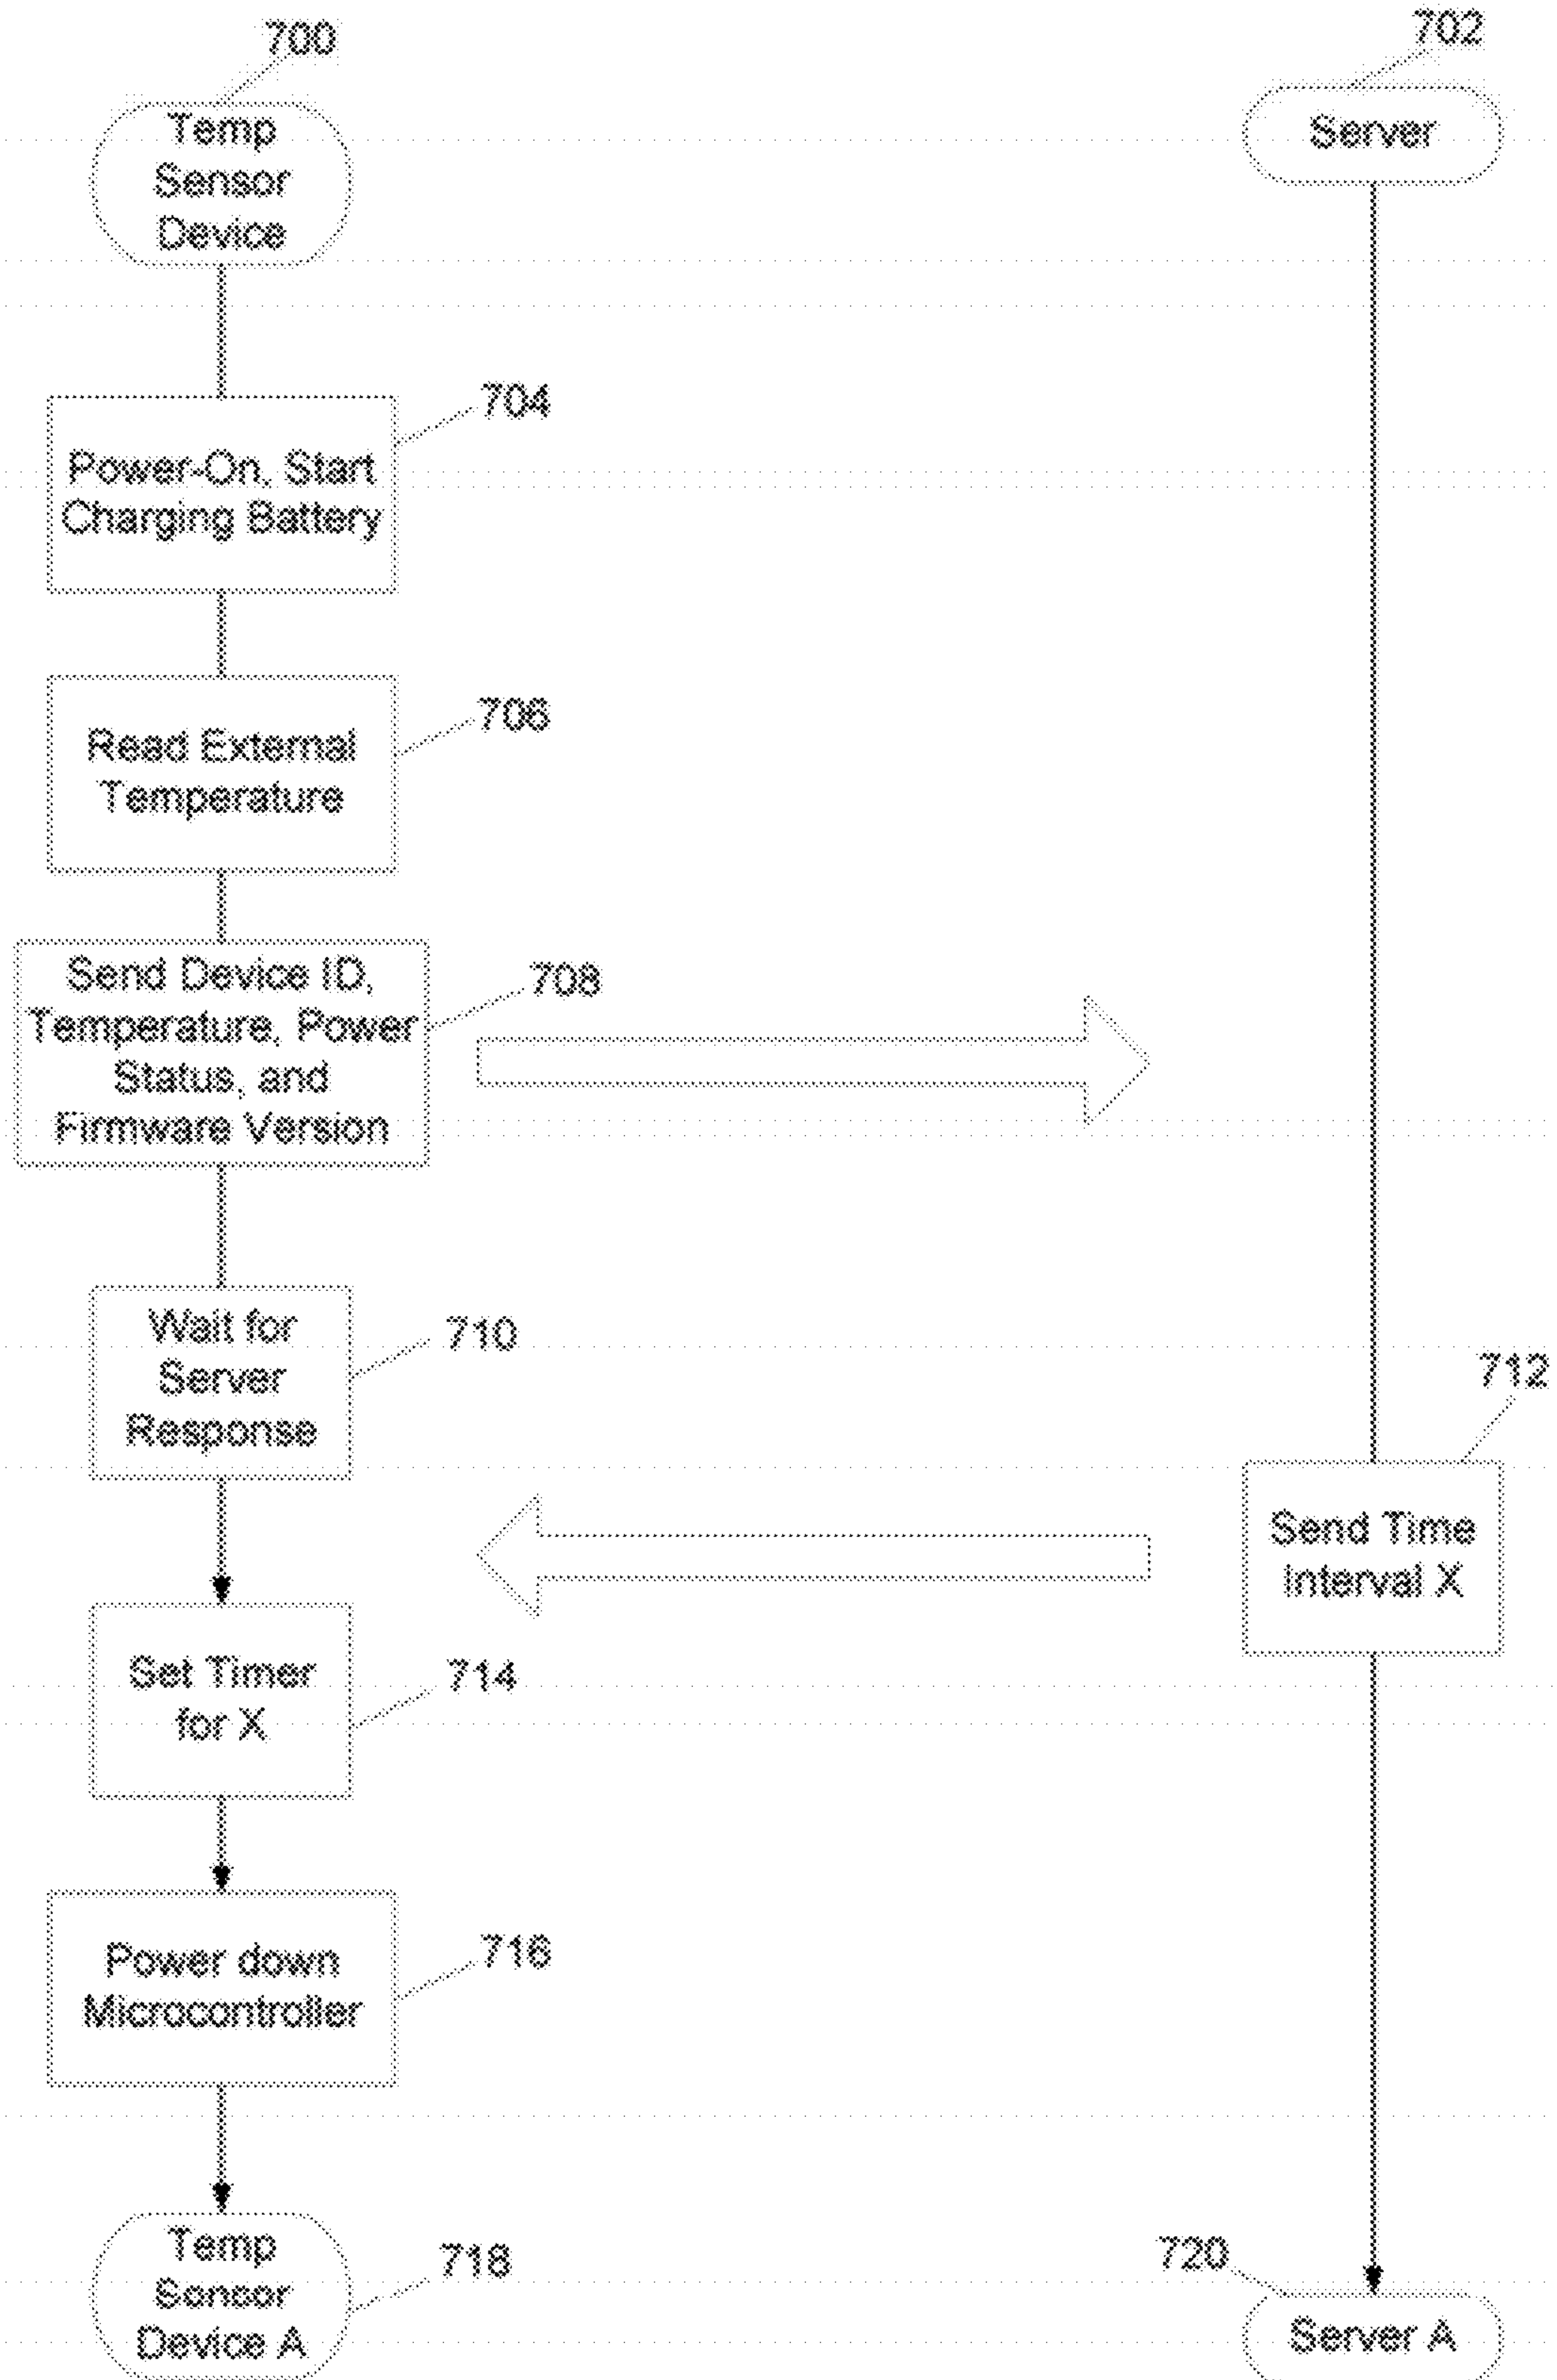 700
Temp
Sensor
Device
702
Server
704
Power-On, Start
Charging Battery
706
Read External
Temperature
708
Send Device ID,
Temperature, Power
Status, and
Firmware Version
710
Wait for
Server
Response
712
Send Time
Interval X
714
Set Timer
for X
716
Power down
Microcontroller
718
Temp
Sensor
Device A
720
Server A